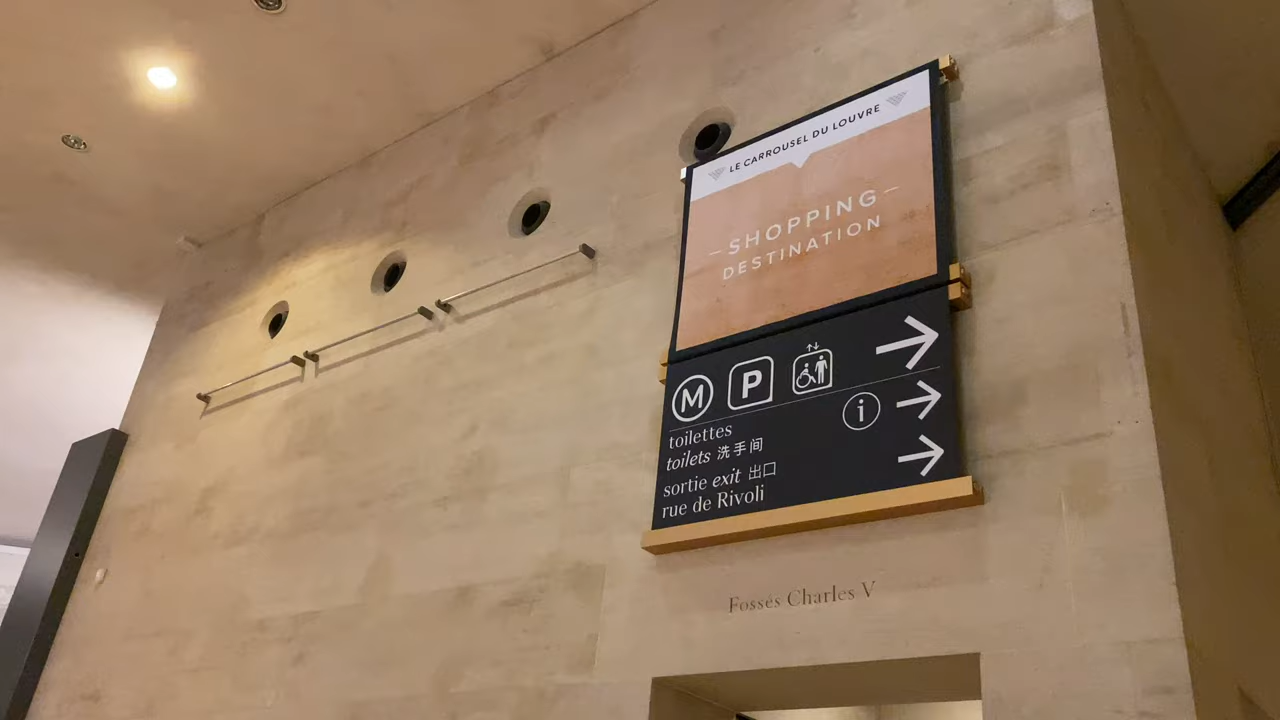 LE CARROUSEL DU LOUVRE
SHOPPING
DESTINATION
M P
i
toilettes
toilets 洗手间
sortie exit 出口
rue de Rivoli
Fossés Charles V